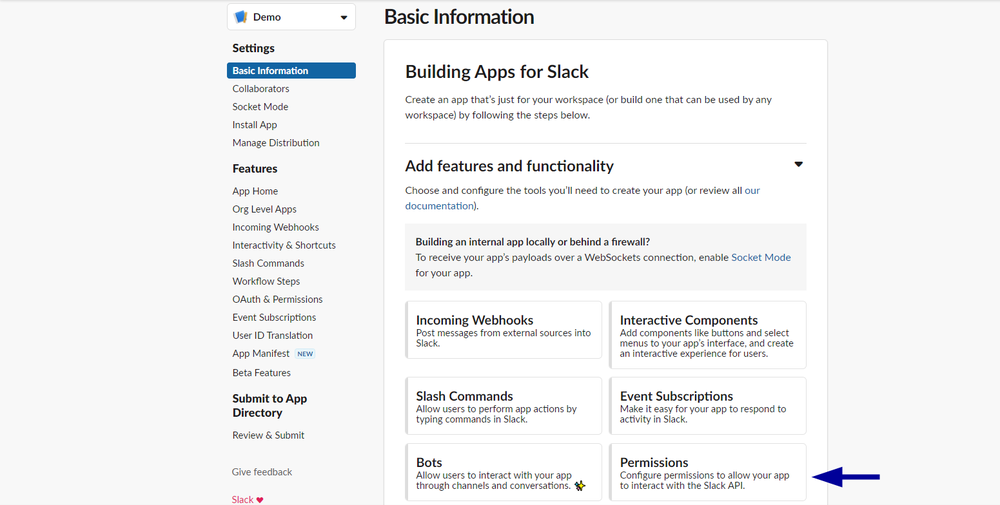 Demo
Settings
Basic Information
Collaborators
Socket Mode
Install App
Manage Distribution
Features
App Home
Org Level Apps
Incoming Webhooks
Interactivity & Shortcuts
Slash Commands
Workflow Steps
OAuth & Permissions
Event Subscriptions
User ID Translation
App Manifest NEW
Beta Features
Submit to App
Directory
Review & Submit
Give feedback
Slack
Basic Information
Building Apps for Slack
Create an app that's just for your workspace (or build one that can be used by any
workspace) by following the steps below.
Add features and functionality
Choose and configure the tools you'll need to create your app (or review all our
documentation).
Building an internal app locally or behind a firewall?
To receive your app's payloads over a WebSockets connection, enable Socket Mode
for your app.
Incoming Webhooks
Post messages from external sources into
Slack.
Interactive Components
Add components like buttons and select
menus to your app's interface, and create
an interactive experience for users.
Slash Commands
Allow users to perform app actions by
typing commands in Slack.
Event Subscriptions
Make it easy for your app to respond to
activity in Slack.
Bots
Allow users to interact with your app
through channels and conversations.
Permissions
Configure permissions to allow your app
to interact with the Slack API.